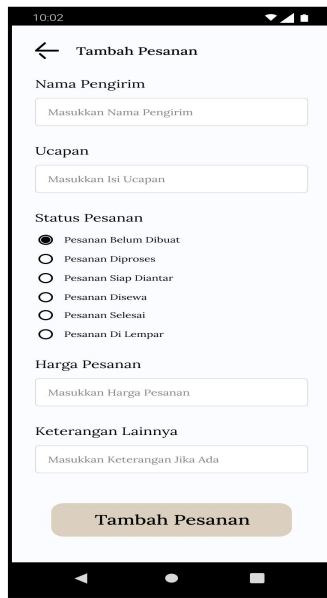 10:02
Tambah Pesanan
Nama Pengirim
Masukkan Nama Pengirim
Ucapan
Masukkan Isi Ucapan
Status Pesanan
Pesanan Belum Dibuat
Pesanan Diproses
Pesanan Siap Diantar
Pesanan Disewa
Pesanan Selesai
Pesanan Di Lempar
Harga Pesanan
Masukkan Harga Pesanan
Keterangan Lainnya
Masukkan Keterangan Jika Ada
Tambah Pesanan